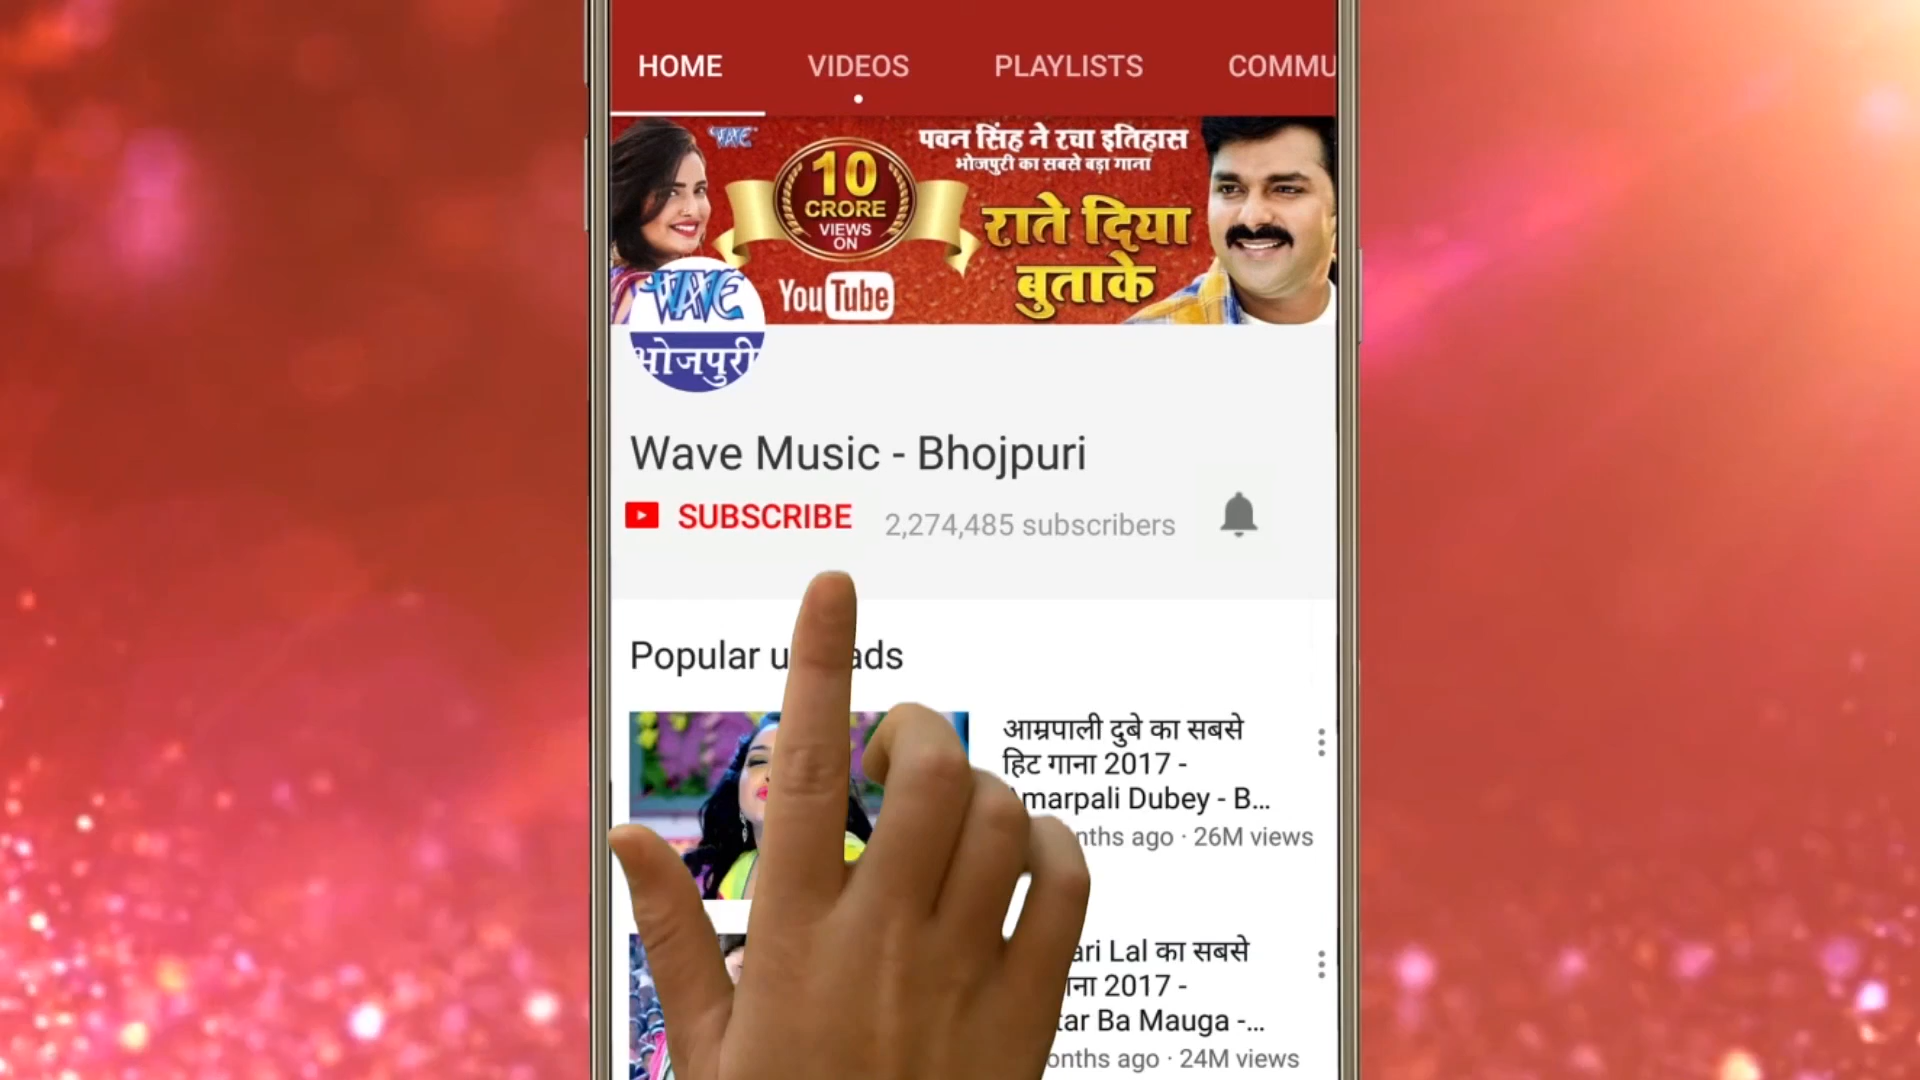 HOME VIDEOS PLAYLISTS COMMU
WAVE
10
CRORE
VIEWS
ON
YouTube
पवन सिंह ने रचा इतिहास
भोजपुरी का सबसे बड़ा गाना
राते दिया
बुताके
WAVE
भोजपुरी
Wave Music - Bhojpuri
SUBSCRIBE 2,274,485 subscribers
Popular u ads
आम्रपाली दुबे का सबसे
हिट गाना 2017 -
marpali Dubey - B...
nths ago · 26M views
ari Lal का सबसे
ना 2017 -
tar Ba Mauga -...
onths ago · 24M views